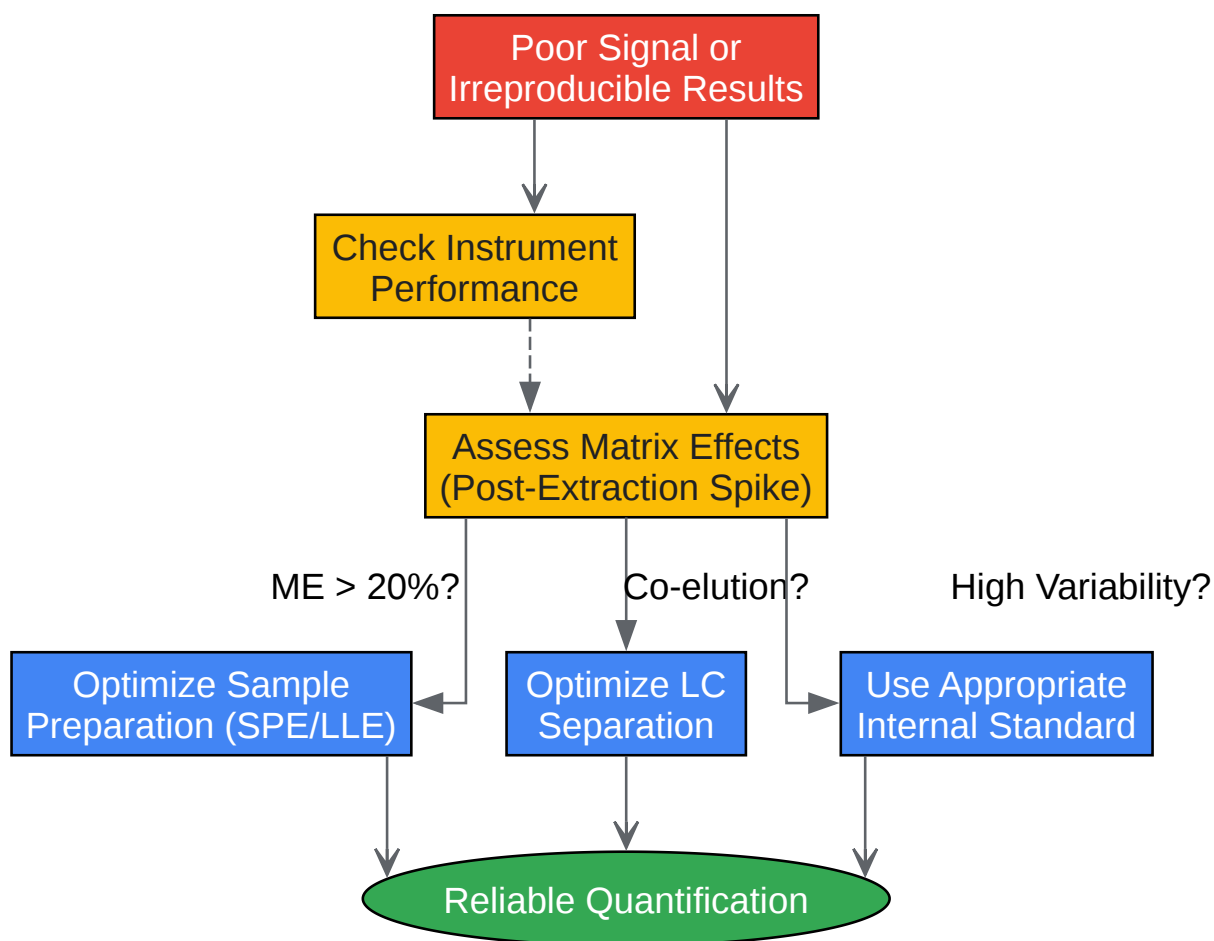 Poor Signal or
Irreproducible Results
Check Instrument
Performance
Assess Matrix Effects
(Post-Extraction Spike)
ME > 20%?
Co-elution?
High Variability?
Optimize Sample
Preparation (SPE/LLE)
Optimize LC
Separation
Use Appropriate
Internal Standard
Reliable Quantification